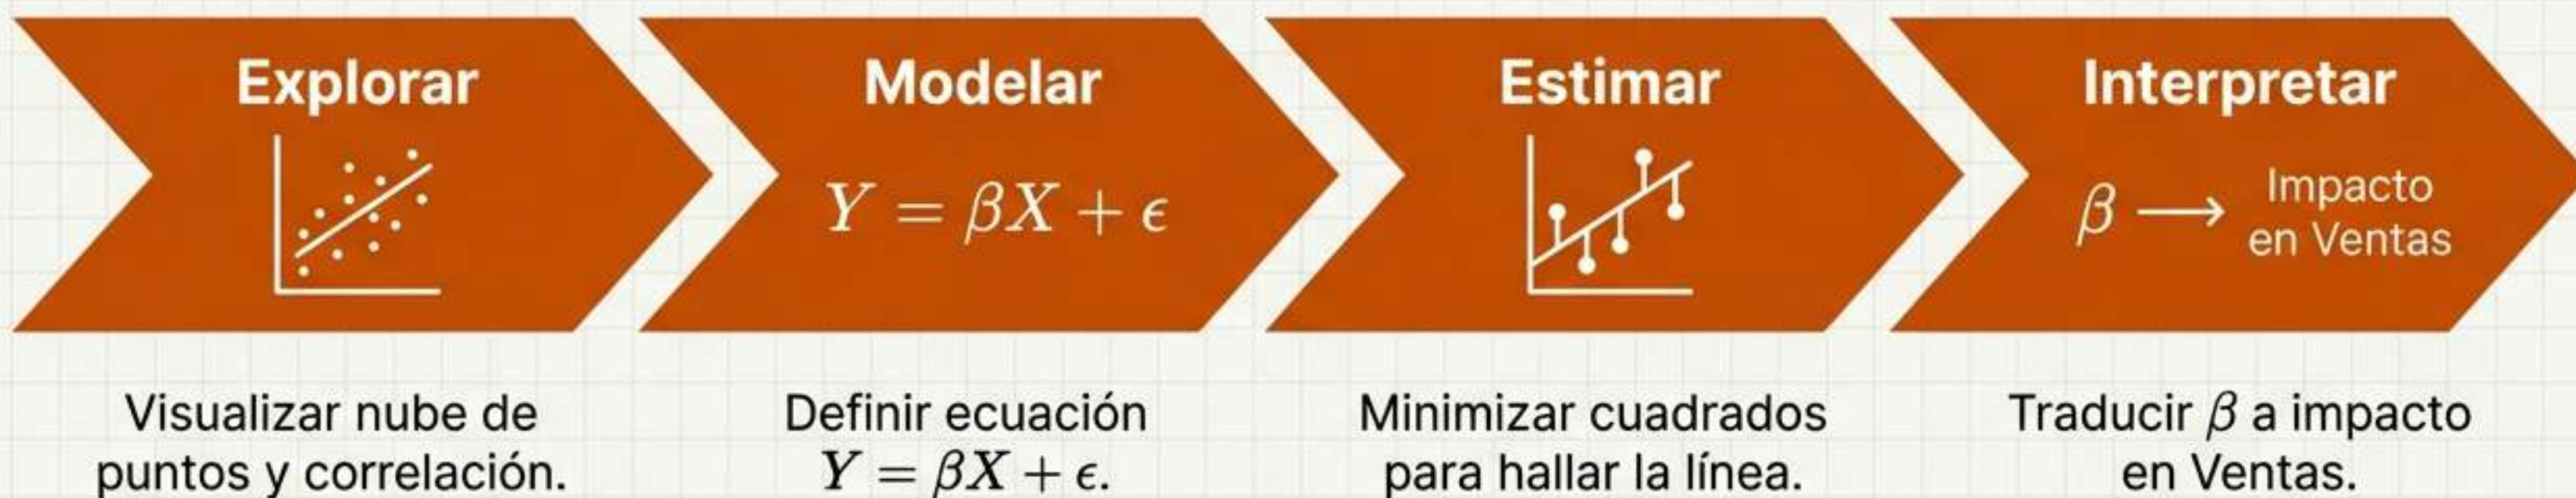 Explorar
Visualizar nube de
puntos y correlación.
Modelar
Y = βX + ϵ
Definir ecuación
Y = βX + ϵ.
Estimar
Minimizar cuadrados
para hallar la línea.
Interpretar
β → Impacto
en Ventas
Traducir β a impacto
en Ventas.